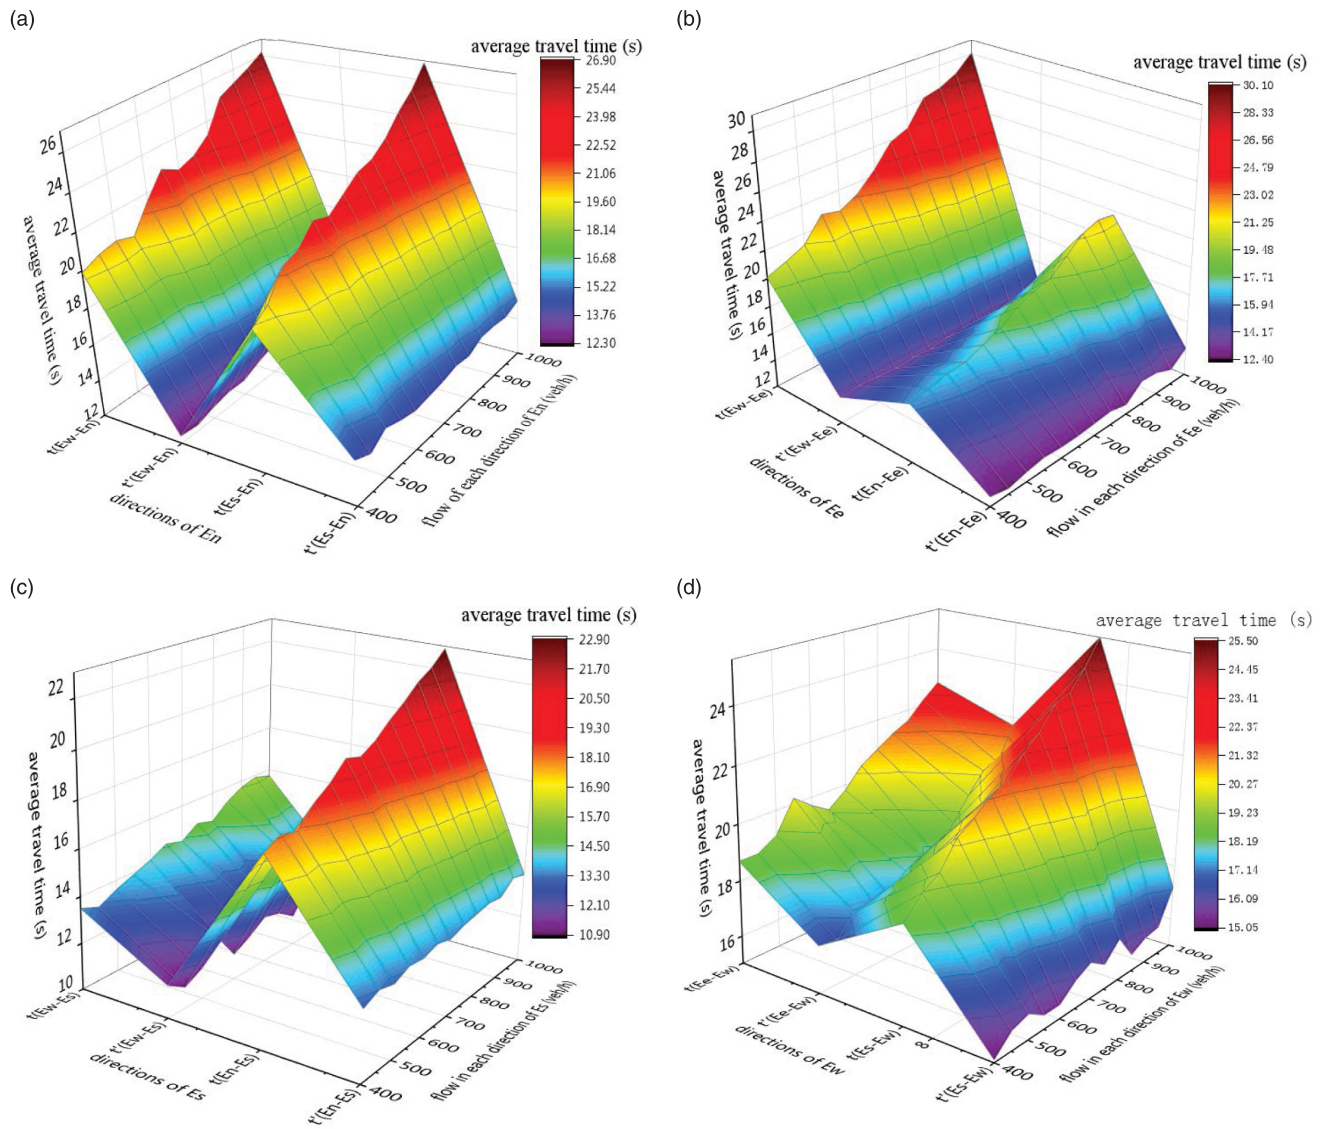 (a)
average travel time (s)
26.90
25.44
23.98
22.52
21.06
19.60
18.14
16.68
15.22
13.76
12.30
26
24
22
20
18
16
14
12
average travel time (s)
t(Ew-En)
t'(Ew-En)
t(Es-En)
t'(Es-En)
directions of En
400
500
600
700
800
900
1000
flow of each direction of En (veh/h)
(b)
average travel time (s)
30.10
28.33
26.56
24.79
23.02
21.25
19.48
17.71
15.94
14.17
12.40
30
28
26
24
22
20
18
16
14
12
average travel time (s)
t(Ew-Ee)
t'(Ew-Ee)
t(En-Ee)
t'(En-Ee)
directions of Ee
400
500
600
700
800
900
1000
flow in each direction of Ee (veh/h)
(c)
average travel time (s)
22.90
21.70
20.50
19.30
18.10
16.90
15.70
14.50
13.30
12.10
10.90
22
20
18
16
14
12
10
average travel time (s)
t(Ew-Es)
t'(Ew-Es)
t(En-Es)
t'(En-Es)
directions of Es
400
500
600
700
800
900
1000
flow in each direction of Es (veh/h)
(d)
average travel time (s)
25.50
24.45
23.41
22.37
21.32
20.27
19.23
18.19
17.14
16.09
15.05
24
22
20
18
16
average travel time (s)
t(Ee-Ew)
t'(Ee-Ew)
t(Es-Ew)
8
t'(Es-Ew)
directions of Ew
400
500
600
700
800
900
1000
flow in each direction of Ew (veh/h)